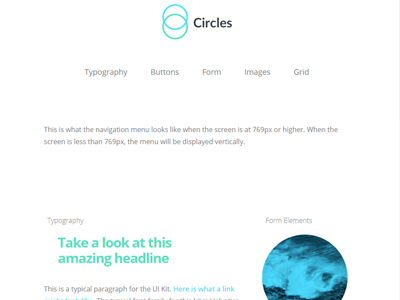 Circles
Typography Buttons Form Images Grid
This is what the navigation menu looks like when the screen is at 769px or higher. When the
screen is less than 769px, the menu will be displayed vertically.
Typography
Form Elements
Take a look at this
amazing headline
This is a typical paragraph for the UI Kit. Here is what a link